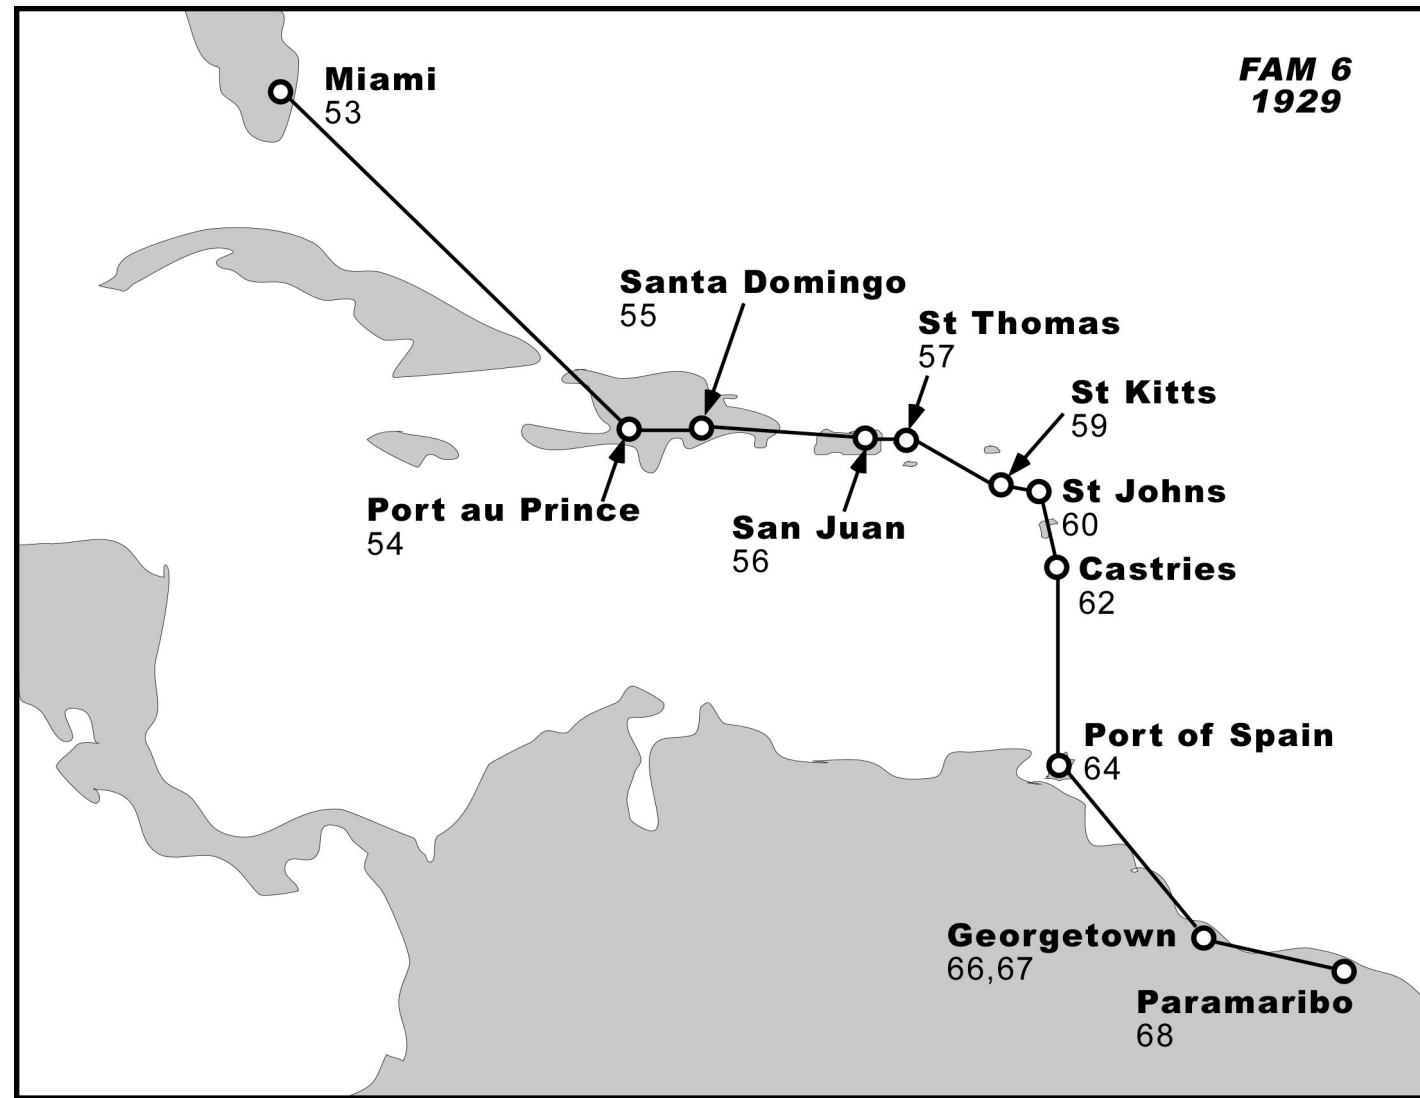 Miami
53
FAM 6
1929
Santa Domingo
55
St Thomas
57
St Kitts
59
Port au Prince
54
San Juan
56
St Johns
60
Castries
62
Port of Spain
64
Georgetown
66,67
Paramaribo
68